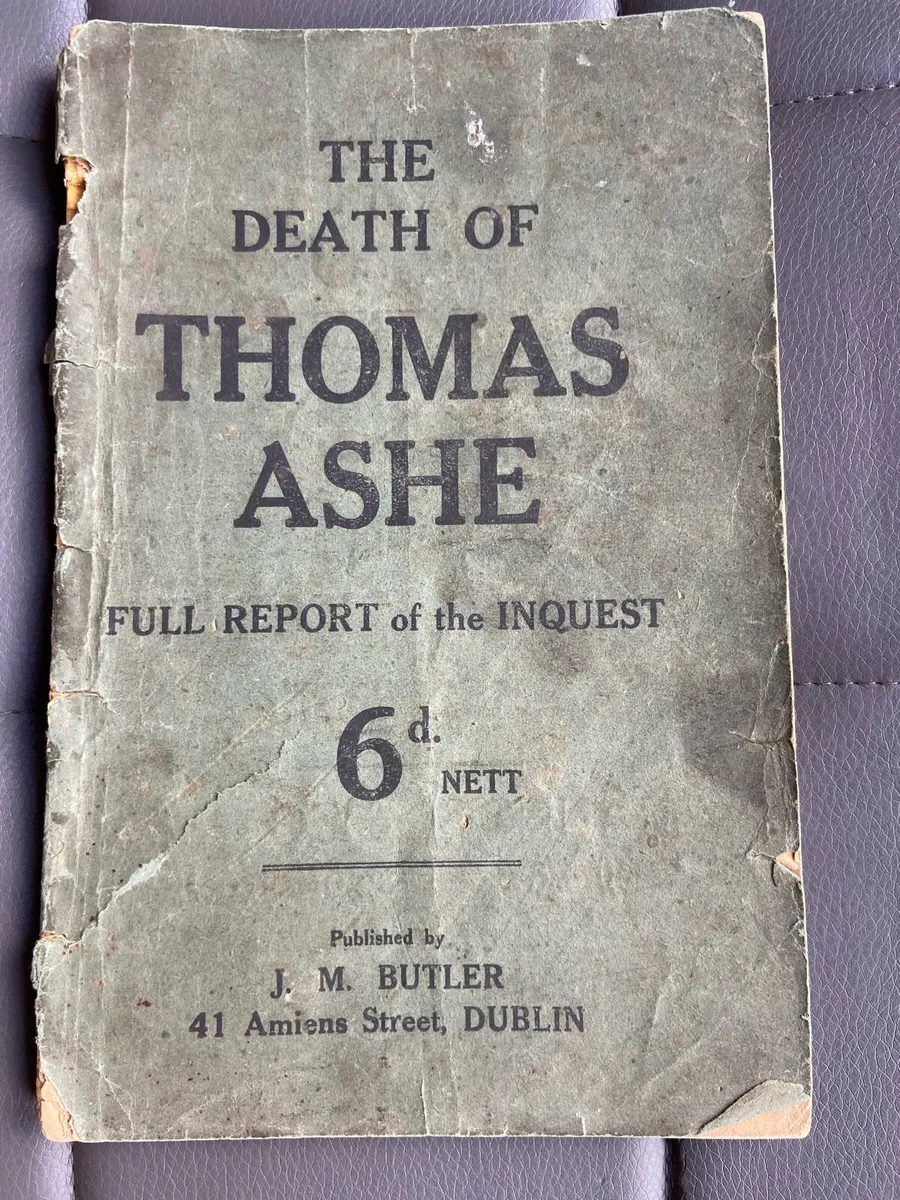 THE
DEATH OF
THOMAS
ASHE
FULL REPORT of the INQUEST
6d.
NETT
Published by
J. M. BUTLER
41 Amiens Street, DUBLIN